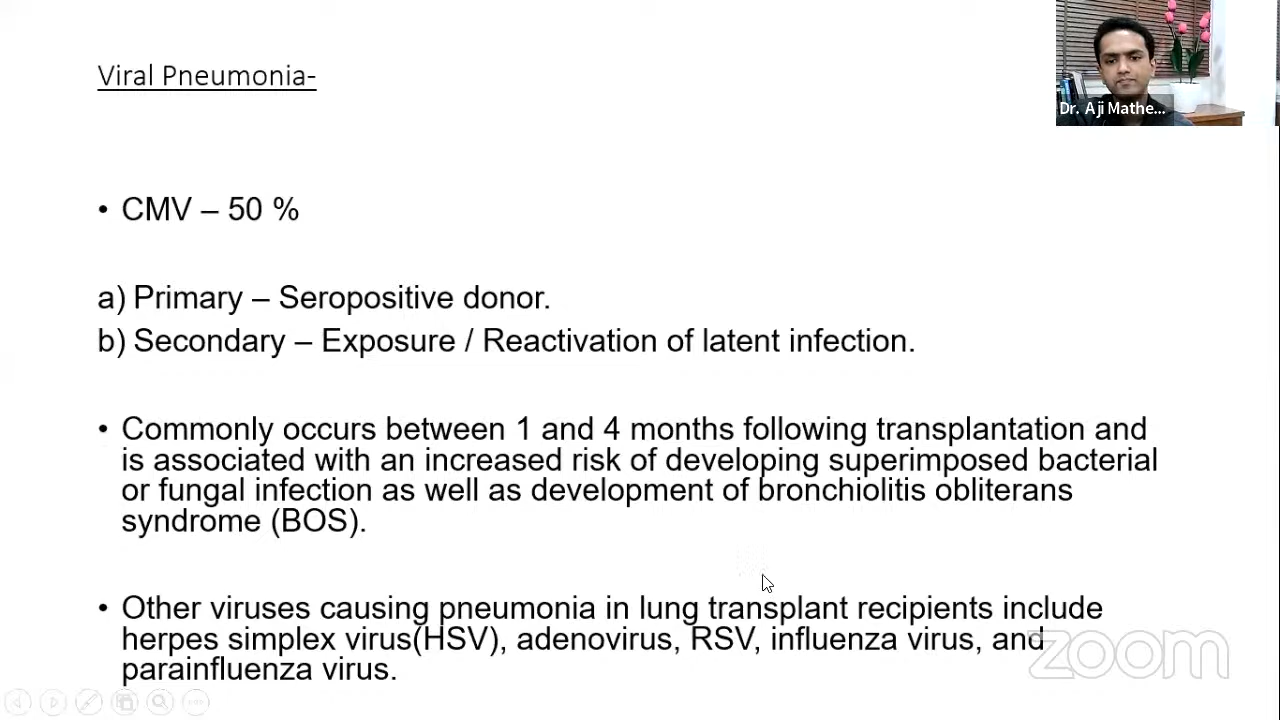 Viral Pneumonia-
Dr. Aji Mathe...
• CMV – 50 %
a) Primary – Seropositive donor.
b) Secondary – Exposure / Reactivation of latent infection.
• Commonly occurs between 1 and 4 months following transplantation and
is associated with an increased risk of developing superimposed bacterial
or fungal infection as well as development of bronchiolitis obliterans
syndrome (BOS).
• Other viruses causing pneumonia in lung transplant recipients include
herpes simplex virus(HSV), adenovirus, RSV, influenza virus, and
parainfluenza virus.
zoom